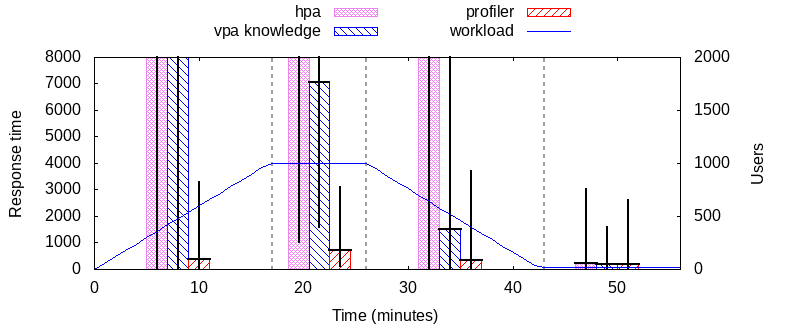 hpa
profiler
vpa knowledge
workload
8000
7000
6000
5000
4000
3000
2000
1000
0
2000
1500
1000
500
0
Response time
Users
0 10 20 30 40 50
Time (minutes)